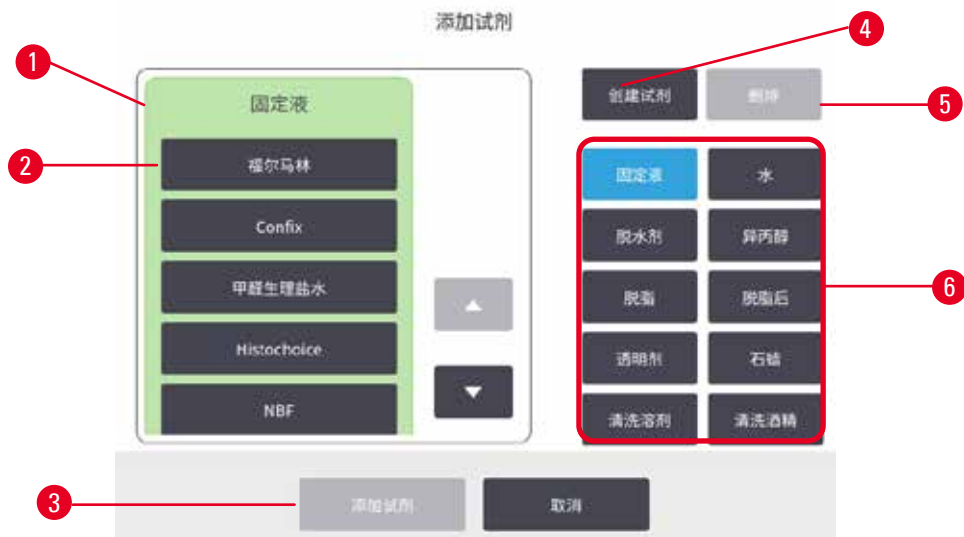 添加试剂
4
1
创建试剂 删除
5
固定液
2
福尔马林
固定液 水
Confix
脱水剂 异丙醇
甲醛生理盐水
脱脂 脱脂后
6
Histochoice
透明剂 石蜡
NBF
清洗溶剂 清洗酒精
3
添加试剂 取消